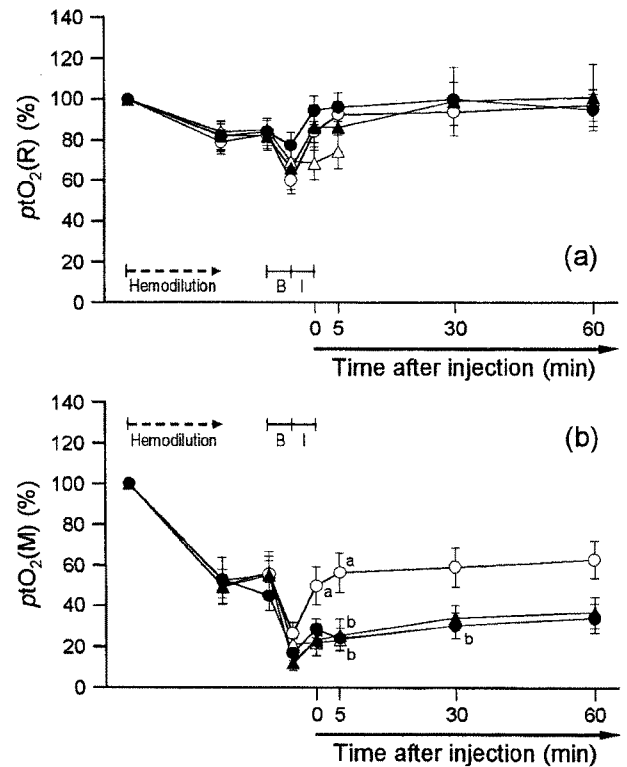 140
120
100
80
60
40
20
0
ptO₂(R) (%)
(a)
Hemodilution
B I
0 5 30 60
Time after injection (min)
140
120
100
80
60
40
20
0
ptO₂(M) (%)
Hemodilution
B I
(b)
a
a
b
b
b
0 5 30 60
Time after injection (min)